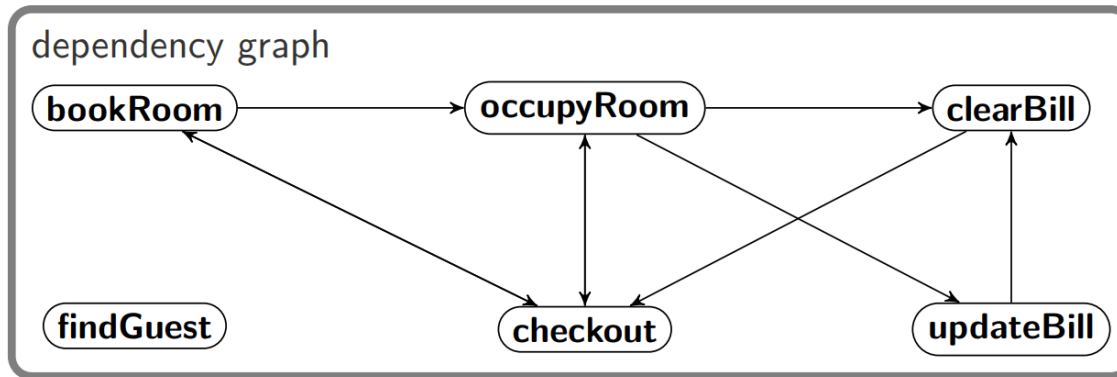 dependency graph
bookRoom
occupyRoom
clearBill
findGuest
checkout
updateBill